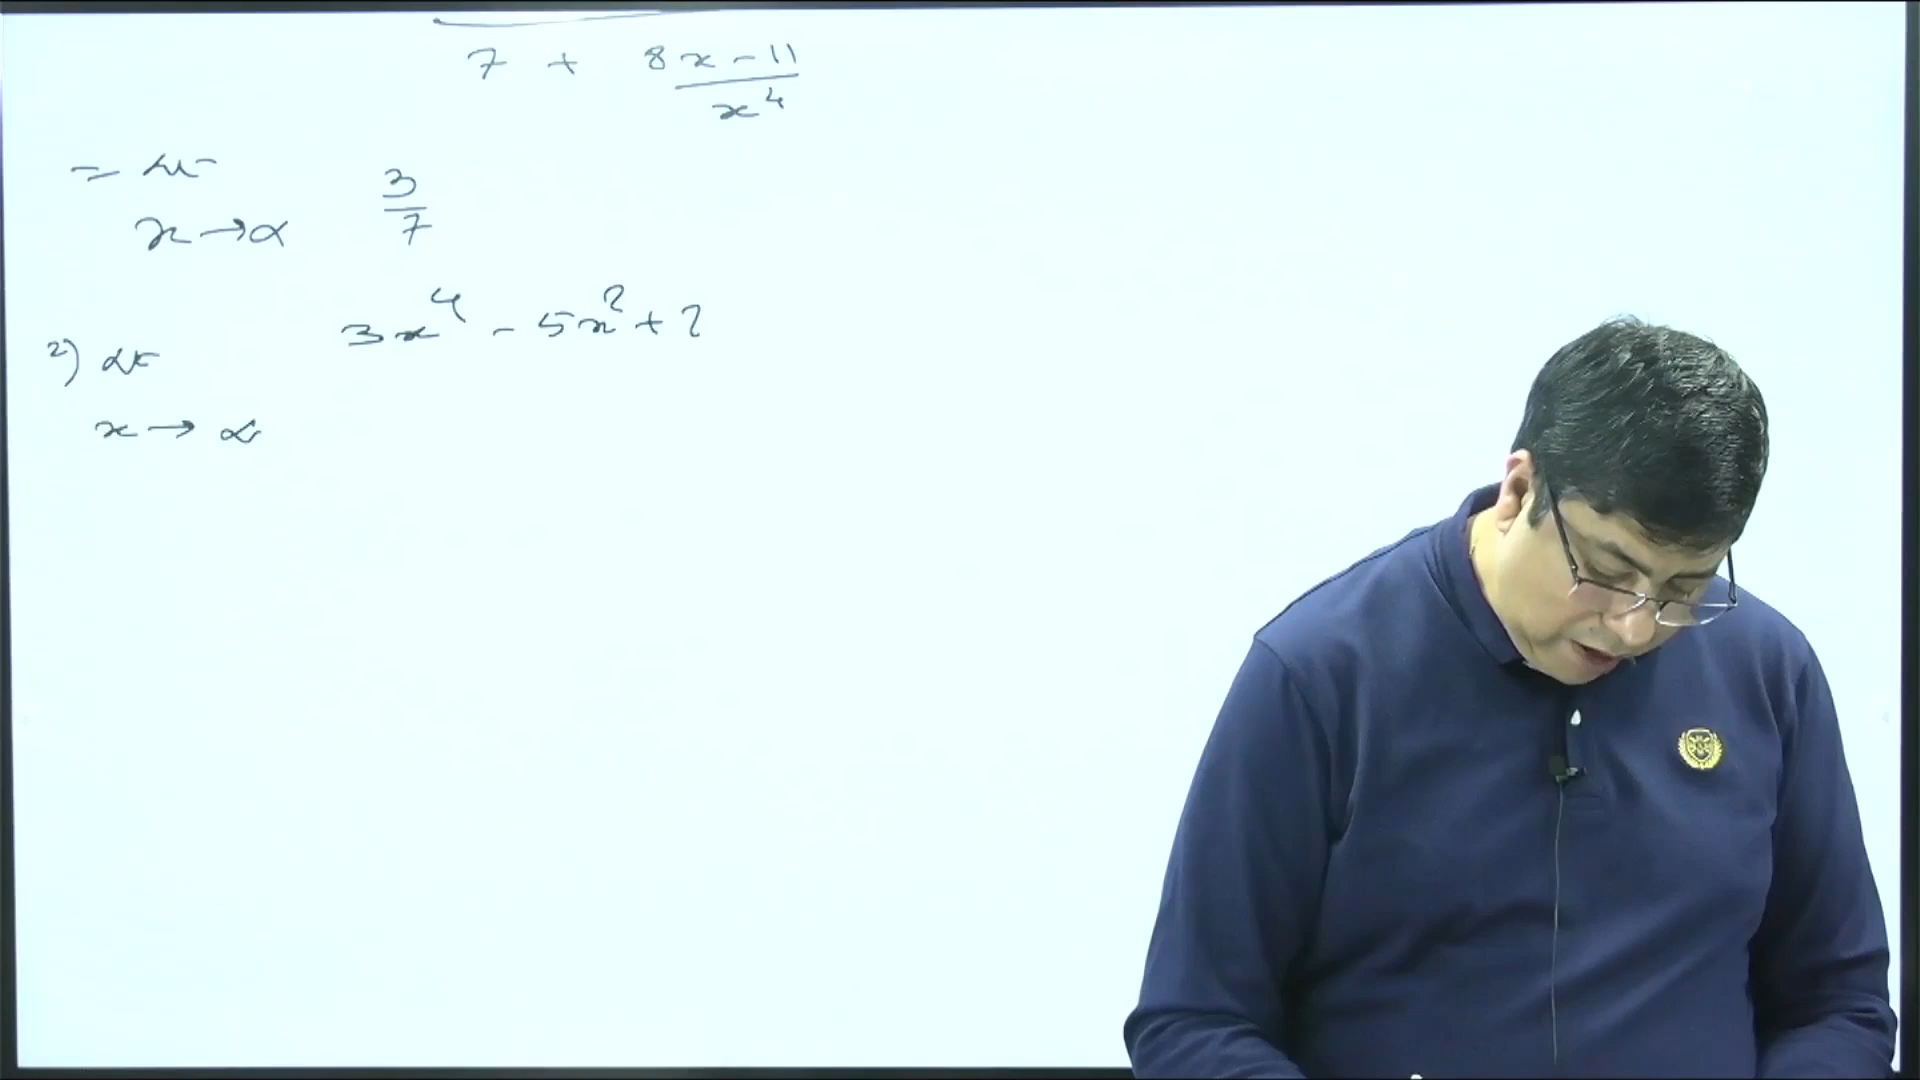 7 + 8x - 11
x⁴
= Lt 3
x → ∞ 7
2) Lt 3x⁴ - 5x² + 2
x → ∞